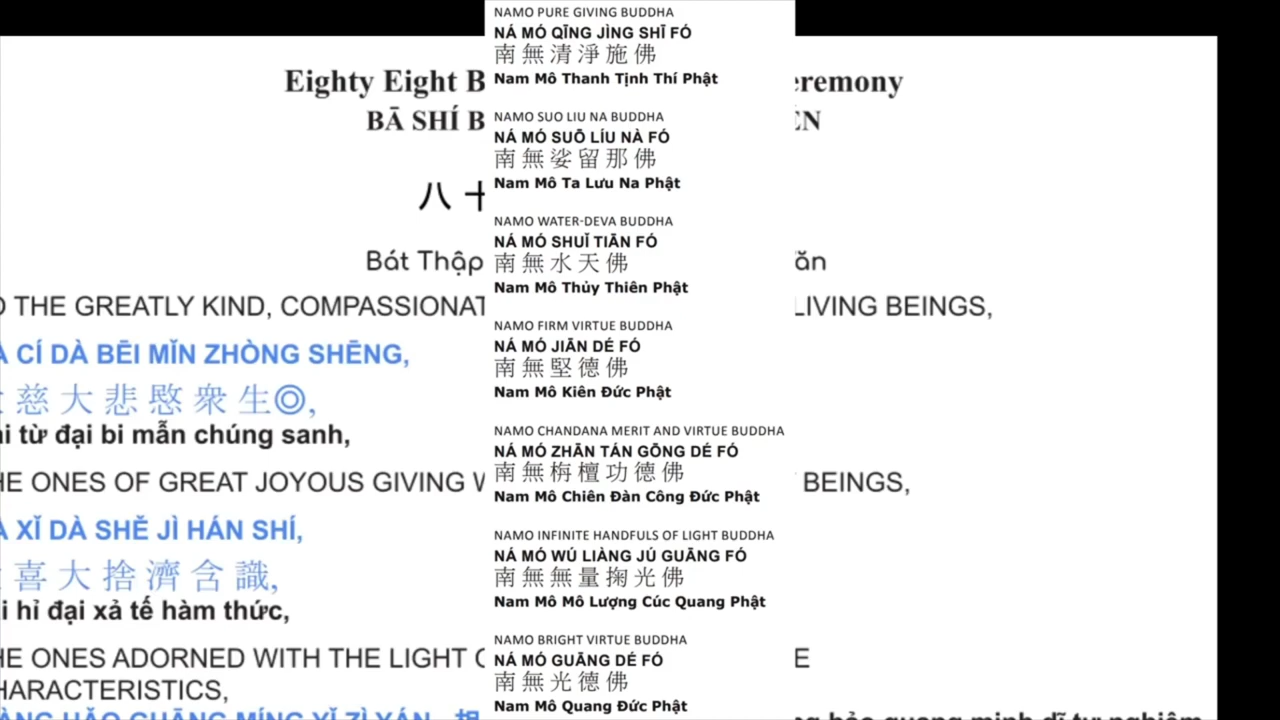 NAMO PURE GIVING BUDDHA
NÁ MÓ QĪNG JÌNG SHĪ FÓ
南無清淨施佛
Nam Mô Thanh Tịnh Thí Phật
NAMO SUO LIU NA BUDDHA
NÁ MÓ SUŌ LÍU NÀ FÓ
南無娑留那佛
Nam Mô Ta Lưu Na Phật
NAMO WATER-DEVA BUDDHA
NÁ MÓ SHUǏ TIĀN FÓ
南無水天佛
Nam Mô Thủy Thiên Phật
NAMO FIRM VIRTUE BUDDHA
NÁ MÓ JIĀN DÉ FÓ
南無堅德佛
Nam Mô Kiên Đức Phật
NAMO CHANDANA MERIT AND VIRTUE BUDDHA
NÁ MÓ ZHĀN TÁN GŌNG DÉ FÓ
南無栴檀功德佛
Nam Mô Chiên Đàn Công Đức Phật
NAMO INFINITE HANDFULS OF LIGHT BUDDHA
NÁ MÓ WÚ LIÀNG JÚ GUĀNG FÓ
南無無量掬光佛
Nam Mô Mô Lượng Cúc Quang Phật
NAMO BRIGHT VIRTUE BUDDHA
NÁ MÓ GUĀNG DÉ FÓ
南無光德佛
Nam Mô Quang Đức Phật
Eighty Eight B eremony
BĀ SHÍ B
八十
Bát Thập ăn
THE GREATLY KIND, COMPASSIONAT LIVING BEINGS,
CÍ DÀ BĒI MǏN ZHÒNG SHĒNG,
慈大悲愍衆生◎,
từ đại bi mẫn chúng sanh,
HE ONES OF GREAT JOYOUS GIVING W BEINGS,
XǏ DÀ SHĚ JÌ HÁN SHÍ,
喜大捨濟含識,
hỉ đại xả tế hàm thức,
HE ONES ADORNED WITH THE LIGHT E
HARACTERISTICS,